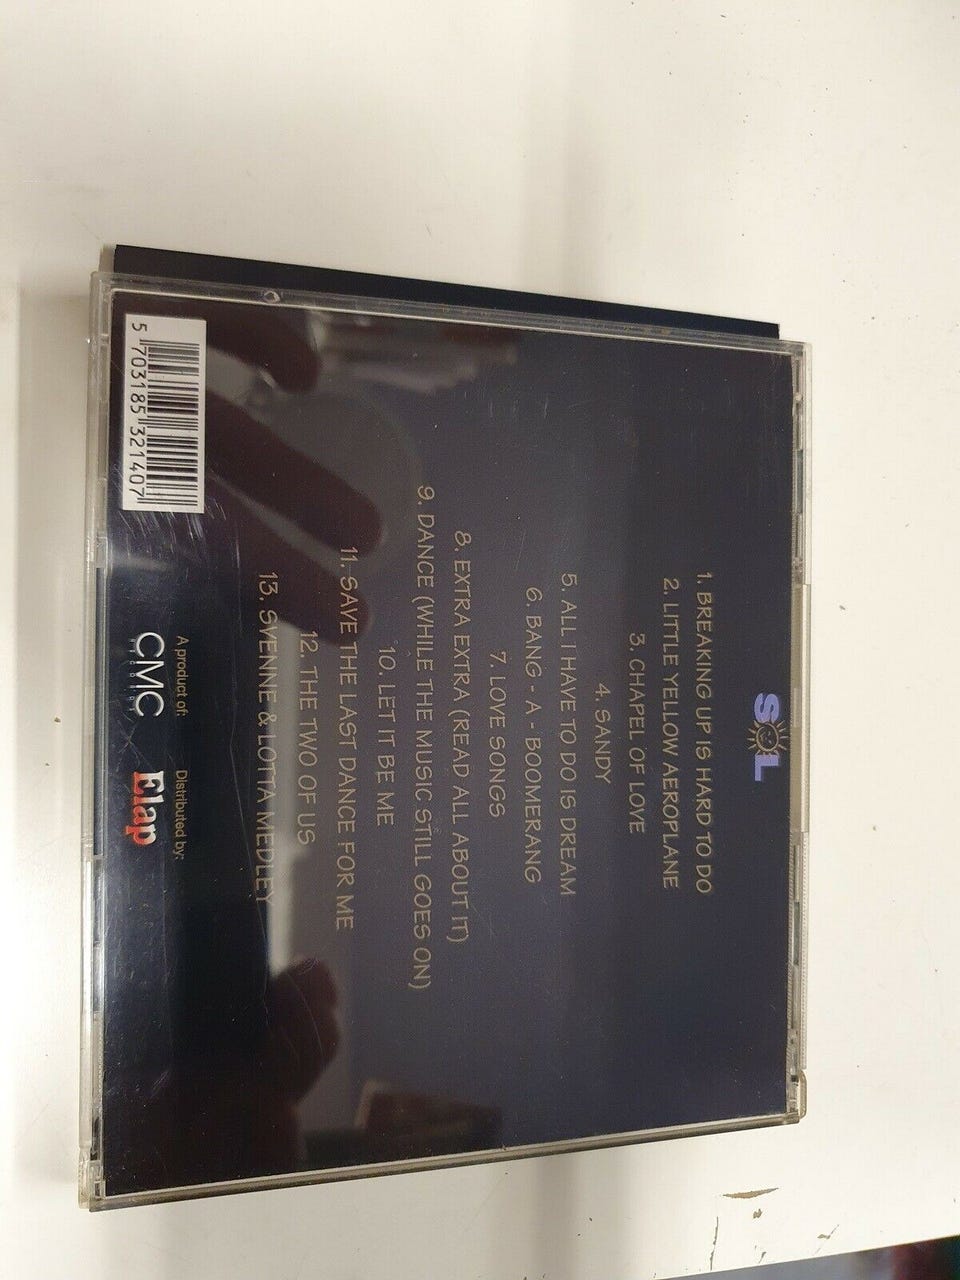 SOL
1. BREAKING UP IS HARD TO DO
2. LITTLE YELLOW AEROPLANE
3. CHAPEL OF LOVE
4. SANDY
5. ALL I HAVE TO DO IS DREAM
6. BANG - A - BOOMERANG
7. LOVE SONGS
8. EXTRA EXTRA (READ ALL ABOUT IT)
9. DANCE (WHILE THE MUSIC STILL GOES ON)
10. LET IT BE ME
11. SAVE THE LAST DANCE FOR ME
12. THE TWO OF US
13. SVENNE & LOTTA MEDLEY
A product of:
CMC
Distributed by:
Elap
5 703185 321407